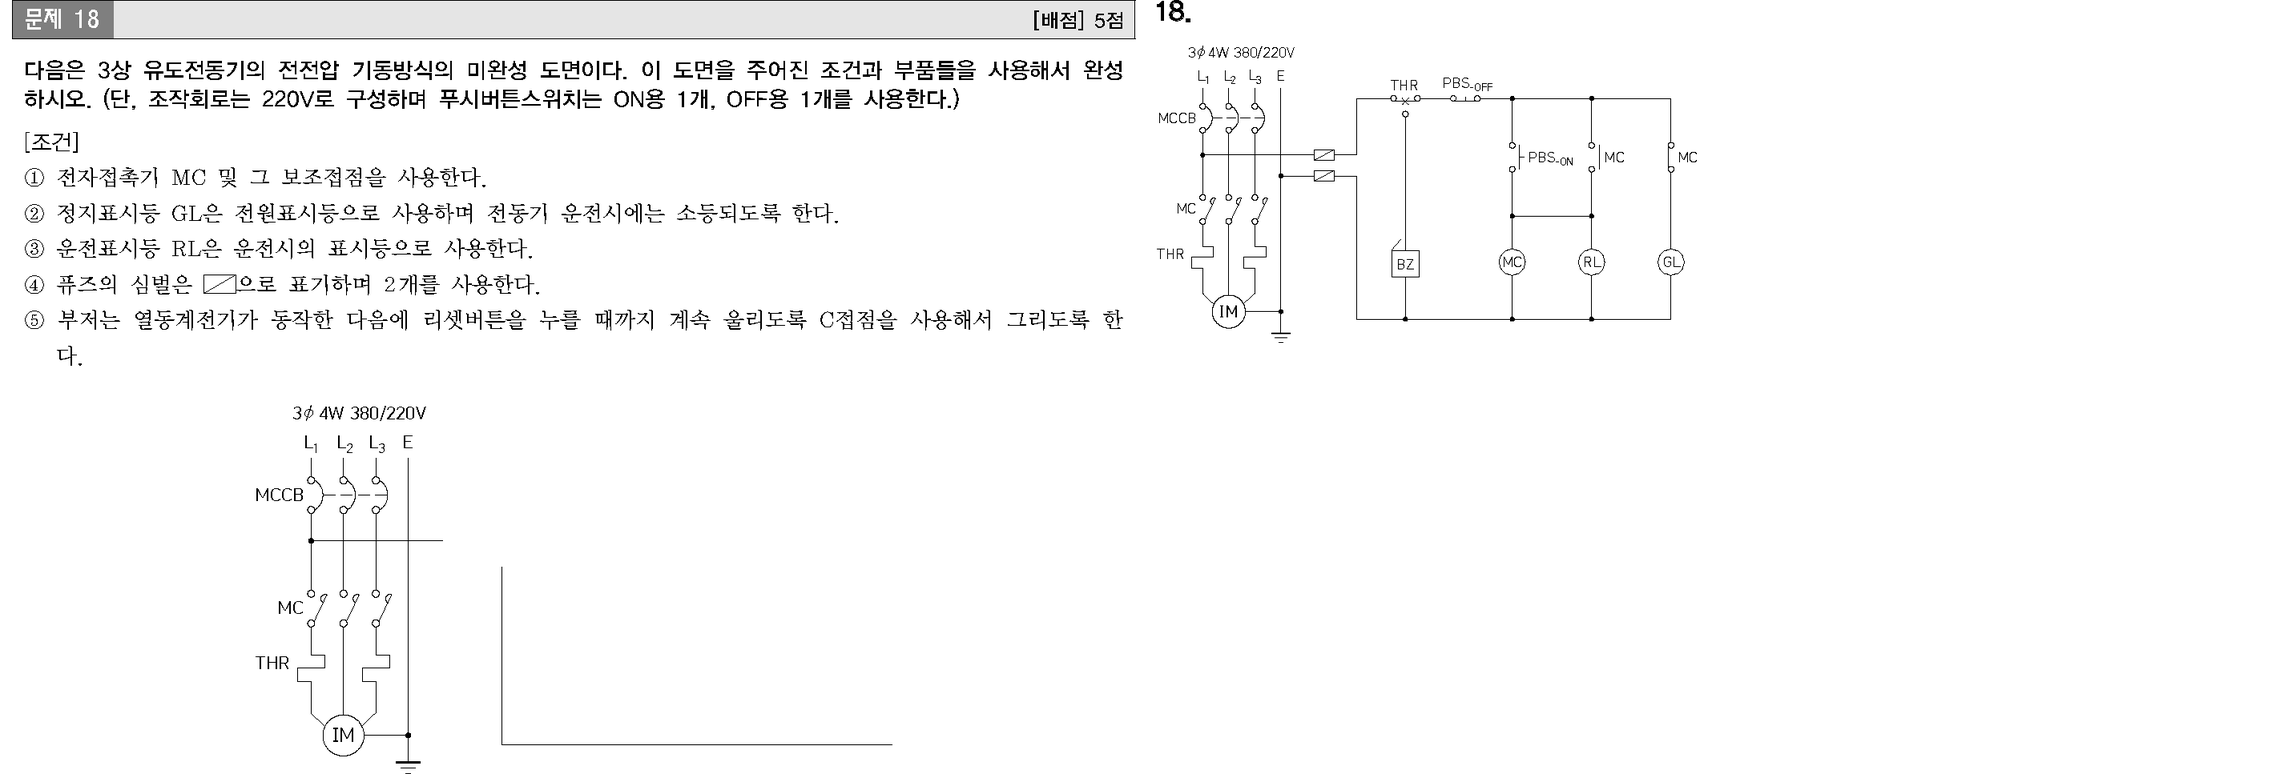 문제 18
[배점] 5점
다음은 3상 유도전동기의 전전압 기동방식의 미완성 도면이다. 이 도면을 주어진 조건과 부품들을 사용해서 완성
하시오. (단, 조작회로는 220V로 구성하며 푸시버튼스위치는 ON용 1개, OFF용 1개를 사용한다.)
[조건]
① 전자접촉기 MC 및 그 보조접점을 사용한다.
② 정지표시등 GL은 전원표시등으로 사용하며 전동기 운전시에는 소등되도록 한다.
③ 운전표시등 RL은 운전시의 표시등으로 사용한다.
④ 퓨즈의 심벌은 으로 표기하며 2개를 사용한다.
⑤ 부저는 열동계전기가 동작한 다음에 리셋버튼을 누를 때까지 계속 울리도록 C접점을 사용해서 그리도록 한
다.
3ϕ 4W 380/220V
L1 L2 L3 E
MCCB
MC
THR
IM
18.
3ϕ 4W 380/220V
L1 L2 L3 E
THR PBS-OFF
MCCB
PBS-ON MC MC
MC
THR
BZ MC RL GL
IM